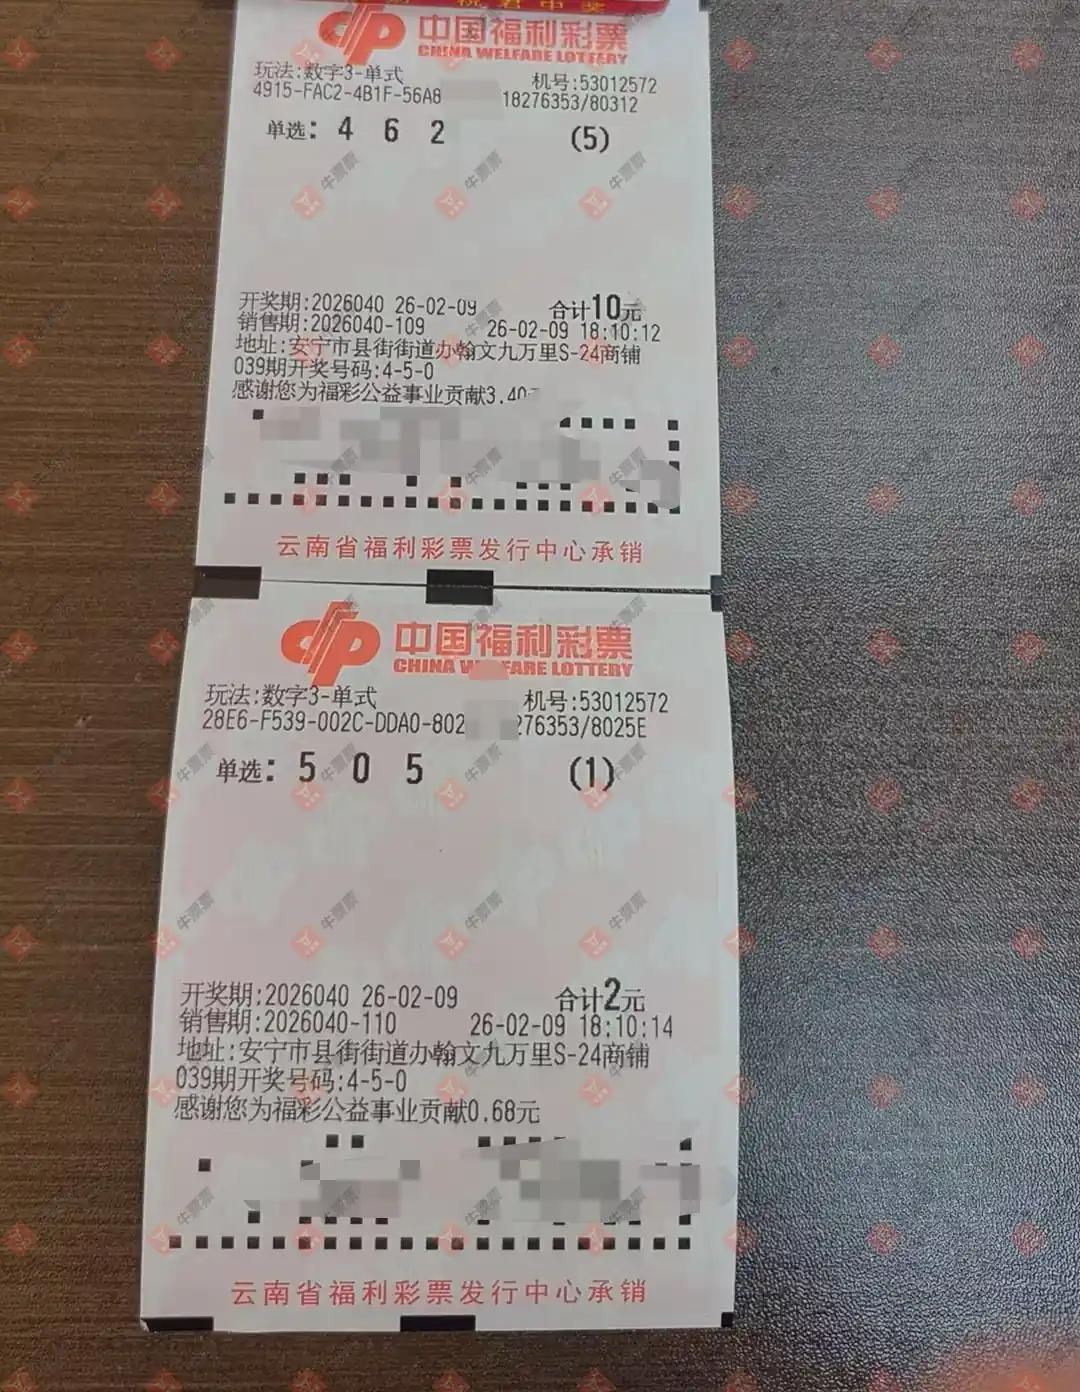 祝君中奖
中国福利彩票
CHINA WELFARE LOTTERY
玩法:数字3-单式 机号:53012572
4915-FAC2-4B1F-56A8 18276353/80312
单选: 4 6 2 (5)
开奖期:2026040 26-02-09 合计10元
销售期:2026040-109 26-02-09 18:10:12
地址:安宁市县街街道办翰文九万里S-24商铺
039期开奖号码:4-5-0
感谢您为福彩公益事业贡献3.40
云南省福利彩票发行中心承销
中国福利彩票
CHINA WELFARE LOTTERY
玩法:数字3-单式 机号:53012572
28E6-F539-002C-DDA0-802 276353/8025E
单选: 5 0 5 (1)
开奖期:2026040 26-02-09 合计2元
销售期:2026040-110 26-02-09 18:10:14
地址:安宁市县街街道办翰文九万里S-24商铺
039期开奖号码:4-5-0
感谢您为福彩公益事业贡献0.68元
云南省福利彩票发行中心承销
牛票票